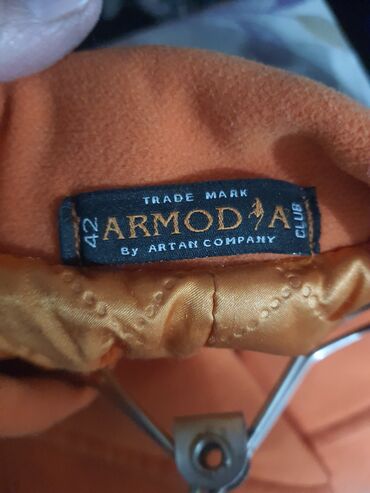 TRADE MARK
42
ARMODIA
By ARTAN COMPANY
CLUB